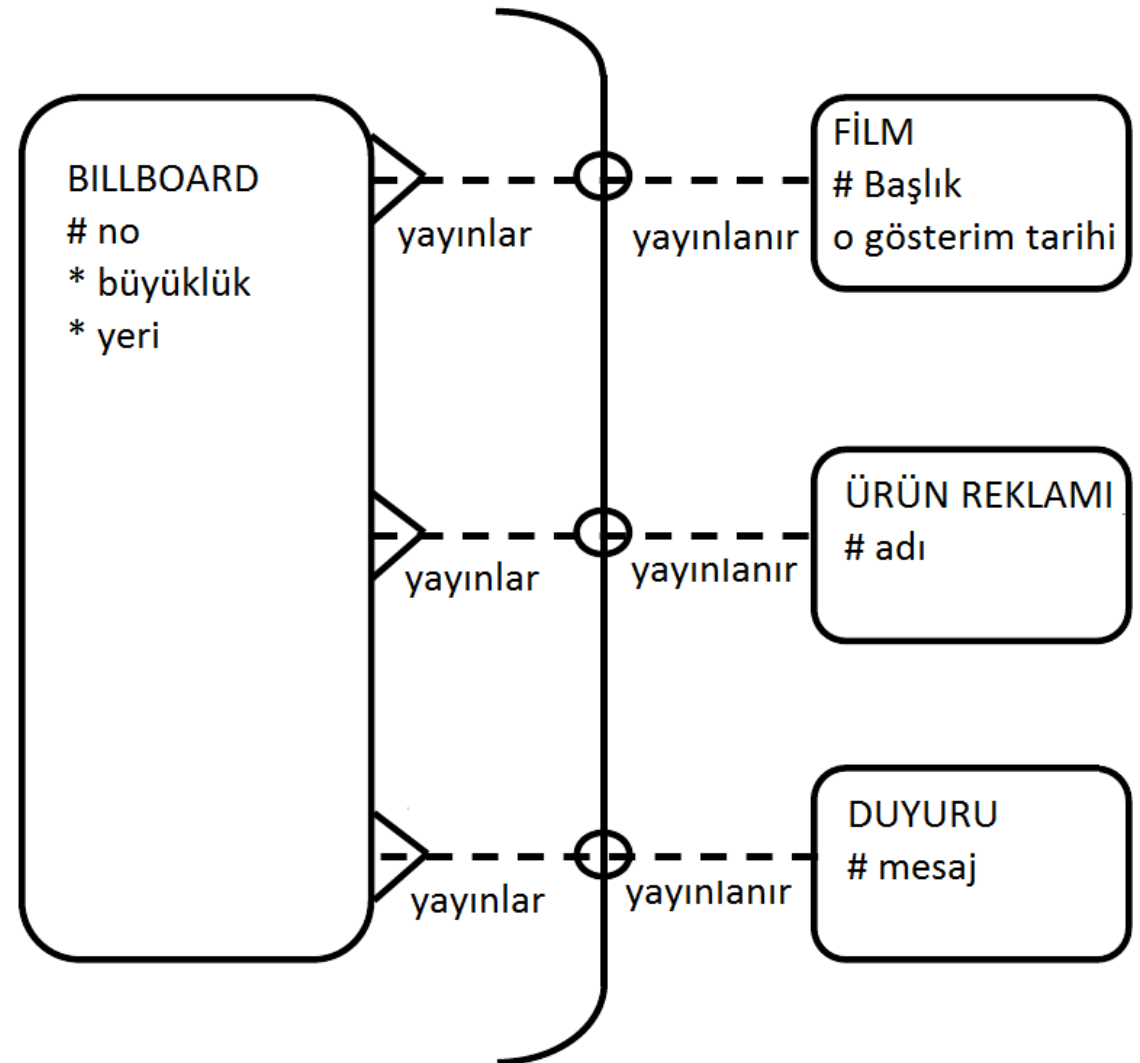 BILLBOARD
# no
* büyüklük
* yeri
yayınlar
yayınlanır
FİLM
# Başlık
o gösterim tarihi
yayınlar
yayınlanır
ÜRÜN REKLAMI
# adı
yayınlar
yayınlanır
DUYURU
# mesaj